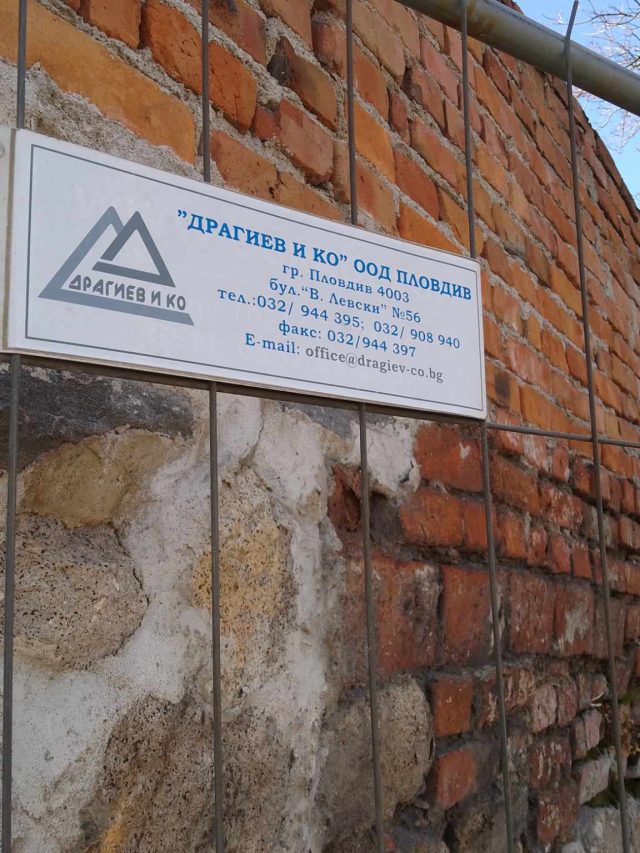 ДРАГИЕВ И КО
"ДРАГИЕВ И КО" ООД ПЛОВДИВ
гр. Пловдив 4003
бул."В. Левски" №56
тел.:032/ 944 395; 032/ 908 940
факс: 032/944 397
E-mail: office@dragiev-co.bg